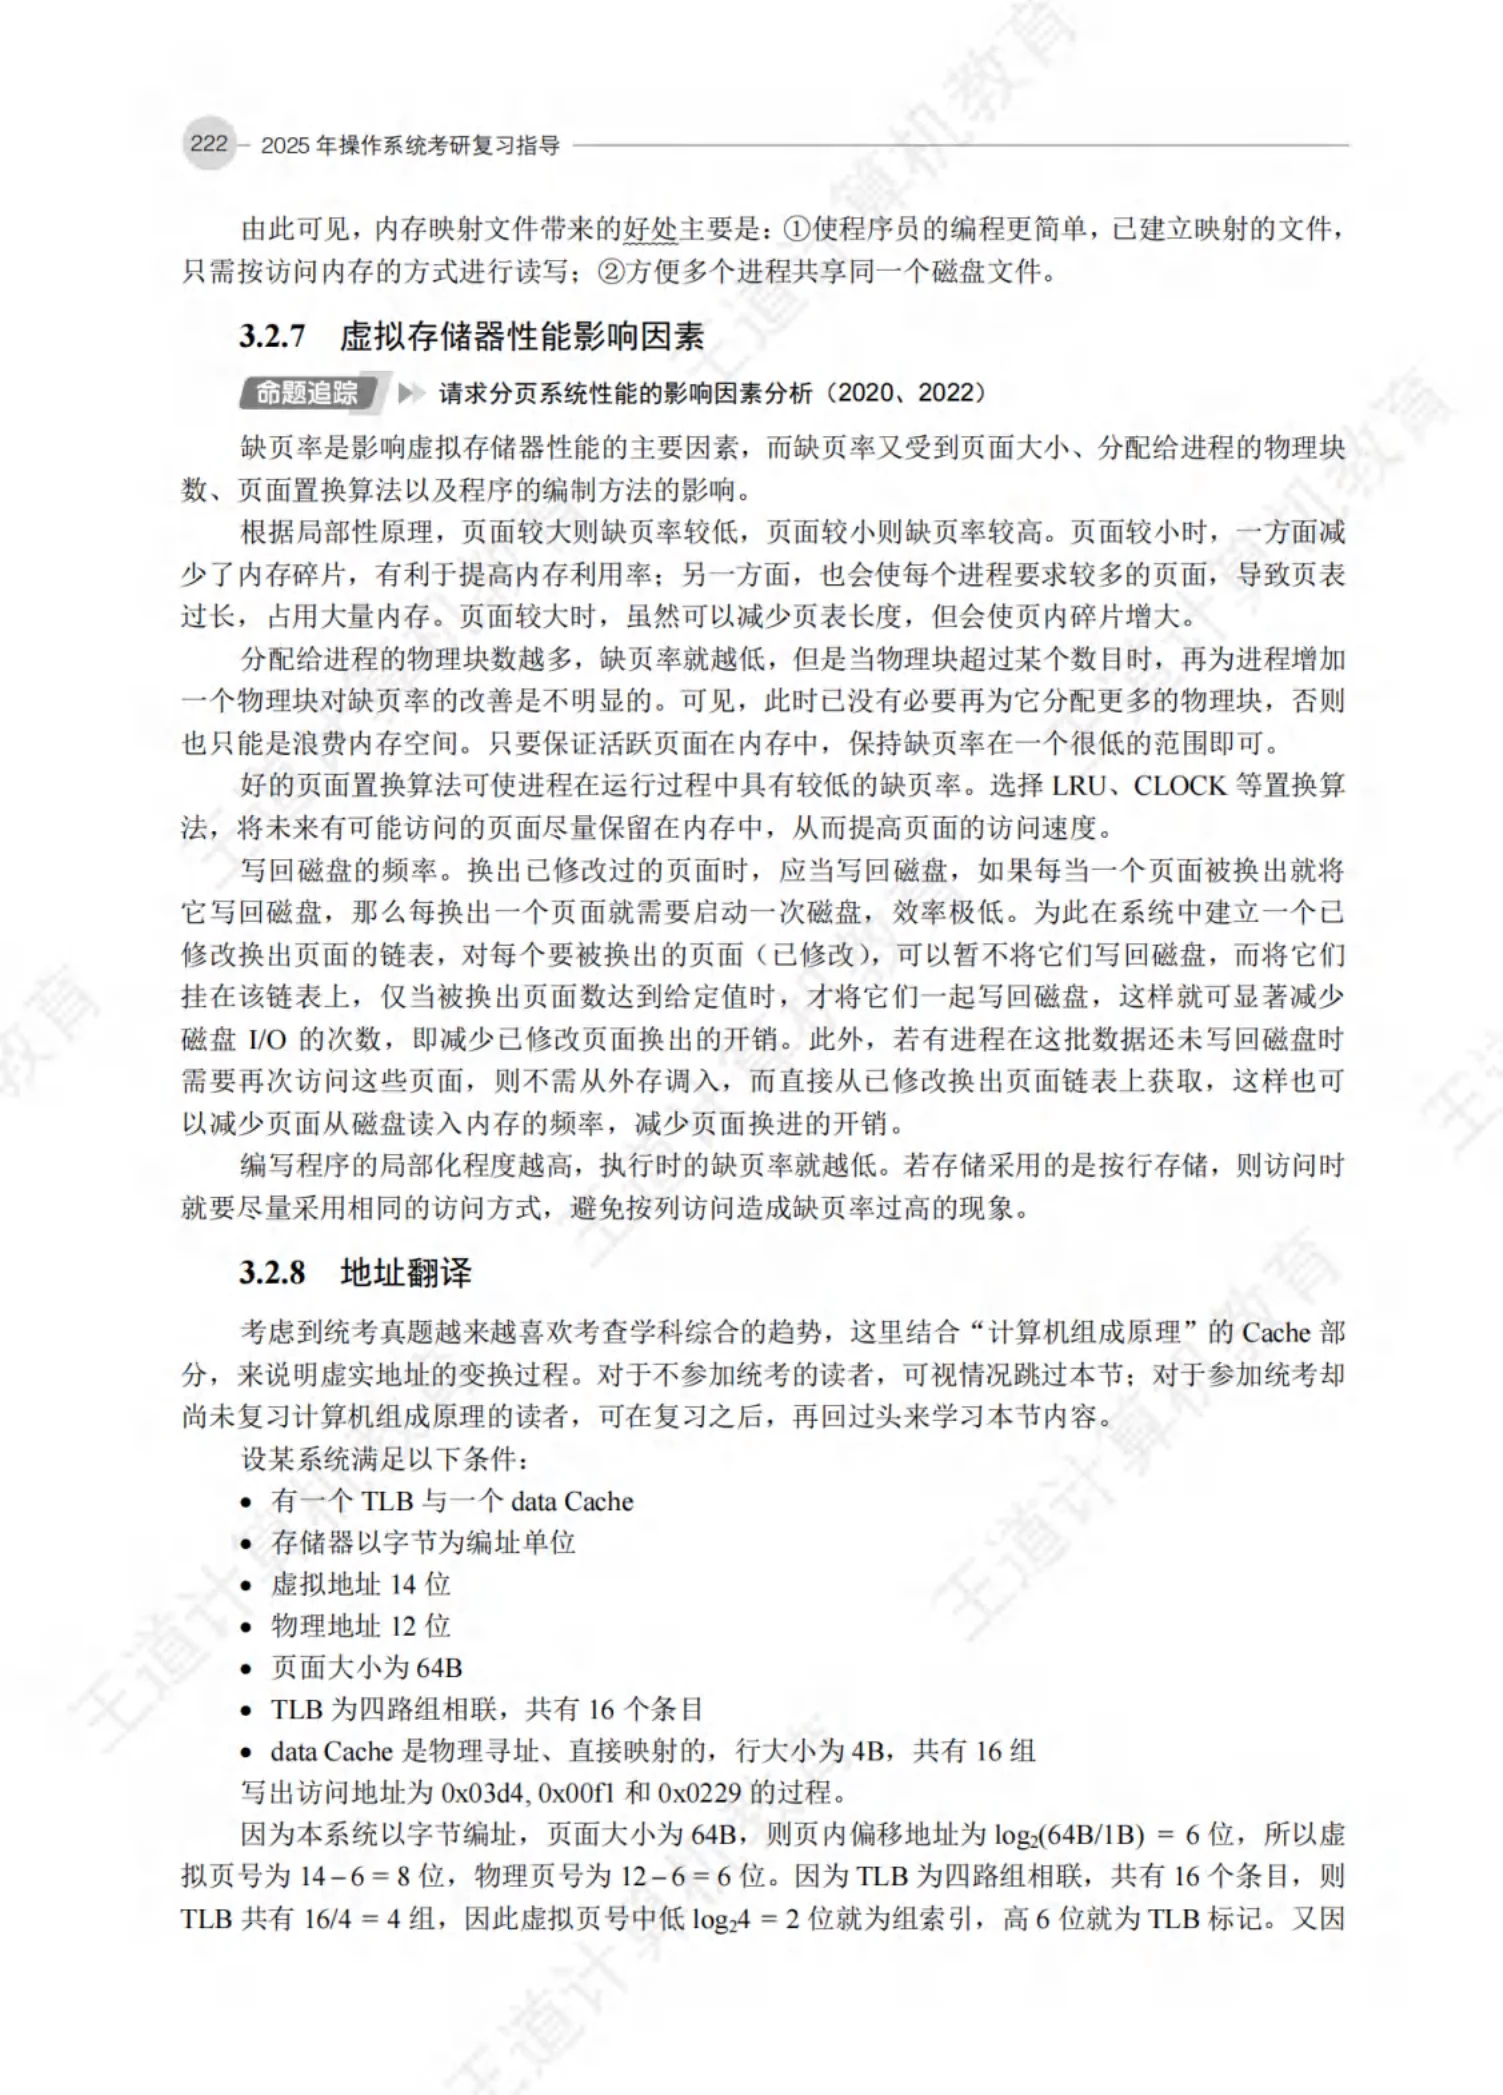 222 2025 年操作系统考研复习指导
由此可见，内存映射文件带来的好处主要是：①使程序员的编程更简单，已建立映射的文件，
只需按访问内存的方式进行读写；②方便多个进程共享同一个磁盘文件。
3.2.7 虚拟存储器性能影响因素
命题追踪 请求分页系统性能的影响因素分析（2020、2022）
缺页率是影响虚拟存储器性能的主要因素，而缺页率又受到页面大小、分配给进程的物理块
数、页面置换算法以及程序的编制方法的影响。
根据局部性原理，页面较大则缺页率较低，页面较小则缺页率较高。页面较小时，一方面减
少了内存碎片，有利于提高内存利用率；另一方面，也会使每个进程要求较多的页面，导致页表
过长，占用大量内存。页面较大时，虽然可以减少页表长度，但会使页内碎片增大。
分配给进程的物理块数越多，缺页率就越低，但是当物理块超过某个数目时，再为进程增加
一个物理块对缺页率的改善是不明显的。可见，此时已没有必要再为它分配更多的物理块，否则
也只能是浪费内存空间。只要保证活跃页面在内存中，保持缺页率在一个很低的范围即可。
好的页面置换算法可使进程在运行过程中具有较低的缺页率。选择 LRU、CLOCK 等置换算
法，将未来有可能访问的页面尽量保留在内存中，从而提高页面的访问速度。
写回磁盘的频率。换出已修改过的页面时，应当写回磁盘，如果每当一个页面被换出就将
它写回磁盘，那么每换出一个页面就需要启动一次磁盘，效率极低。为此在系统中建立一个已
修改换出页面的链表，对每个要被换出的页面（已修改），可以暂不将它们写回磁盘，而将它们
挂在该链表上，仅当被换出页面数达到给定值时，才将它们一起写回磁盘，这样就可显著减少
磁盘 I/O 的次数，即减少已修改页面换出的开销。此外，若有进程在这批数据还未写回磁盘时
需要再次访问这些页面，则不需从外存调入，而直接从已修改换出页面链表上获取，这样也可
以减少页面从磁盘读入内存的频率，减少页面换进的开销。
编写程序的局部化程度越高，执行时的缺页率就越低。若存储采用的是按行存储，则访问时
就要尽量采用相同的访问方式，避免按列访问造成缺页率过高的现象。
3.2.8 地址翻译
考虑到统考真题越来越喜欢考查学科综合的趋势，这里结合“计算机组成原理”的 Cache 部
分，来说明虚实地址的变换过程。对于不参加统考的读者，可视情况跳过本节；对于参加统考却
尚未复习计算机组成原理的读者，可在复习之后，再回过头来学习本节内容。
设某系统满足以下条件：
• 有一个 TLB 与一个 data Cache
• 存储器以字节为编址单位
• 虚拟地址 14 位
• 物理地址 12 位
• 页面大小为 64B
• TLB 为四路组相联，共有 16 个条目
• data Cache 是物理寻址、直接映射的，行大小为 4B，共有 16 组
写出访问地址为 0x03d4, 0x00f1 和 0x0229 的过程。
因为本系统以字节编址，页面大小为 64B，则页内偏移地址为 log₂(64B/1B) = 6 位，所以虚
拟页号为 14 – 6 = 8 位，物理页号为 12 – 6 = 6 位。因为 TLB 为四路组相联，共有 16 个条目，则
TLB 共有 16/4 = 4 组，因此虚拟页号中低 log₂4 = 2 位就为组索引，高 6 位就为 TLB 标记。又因
王道计算机教育